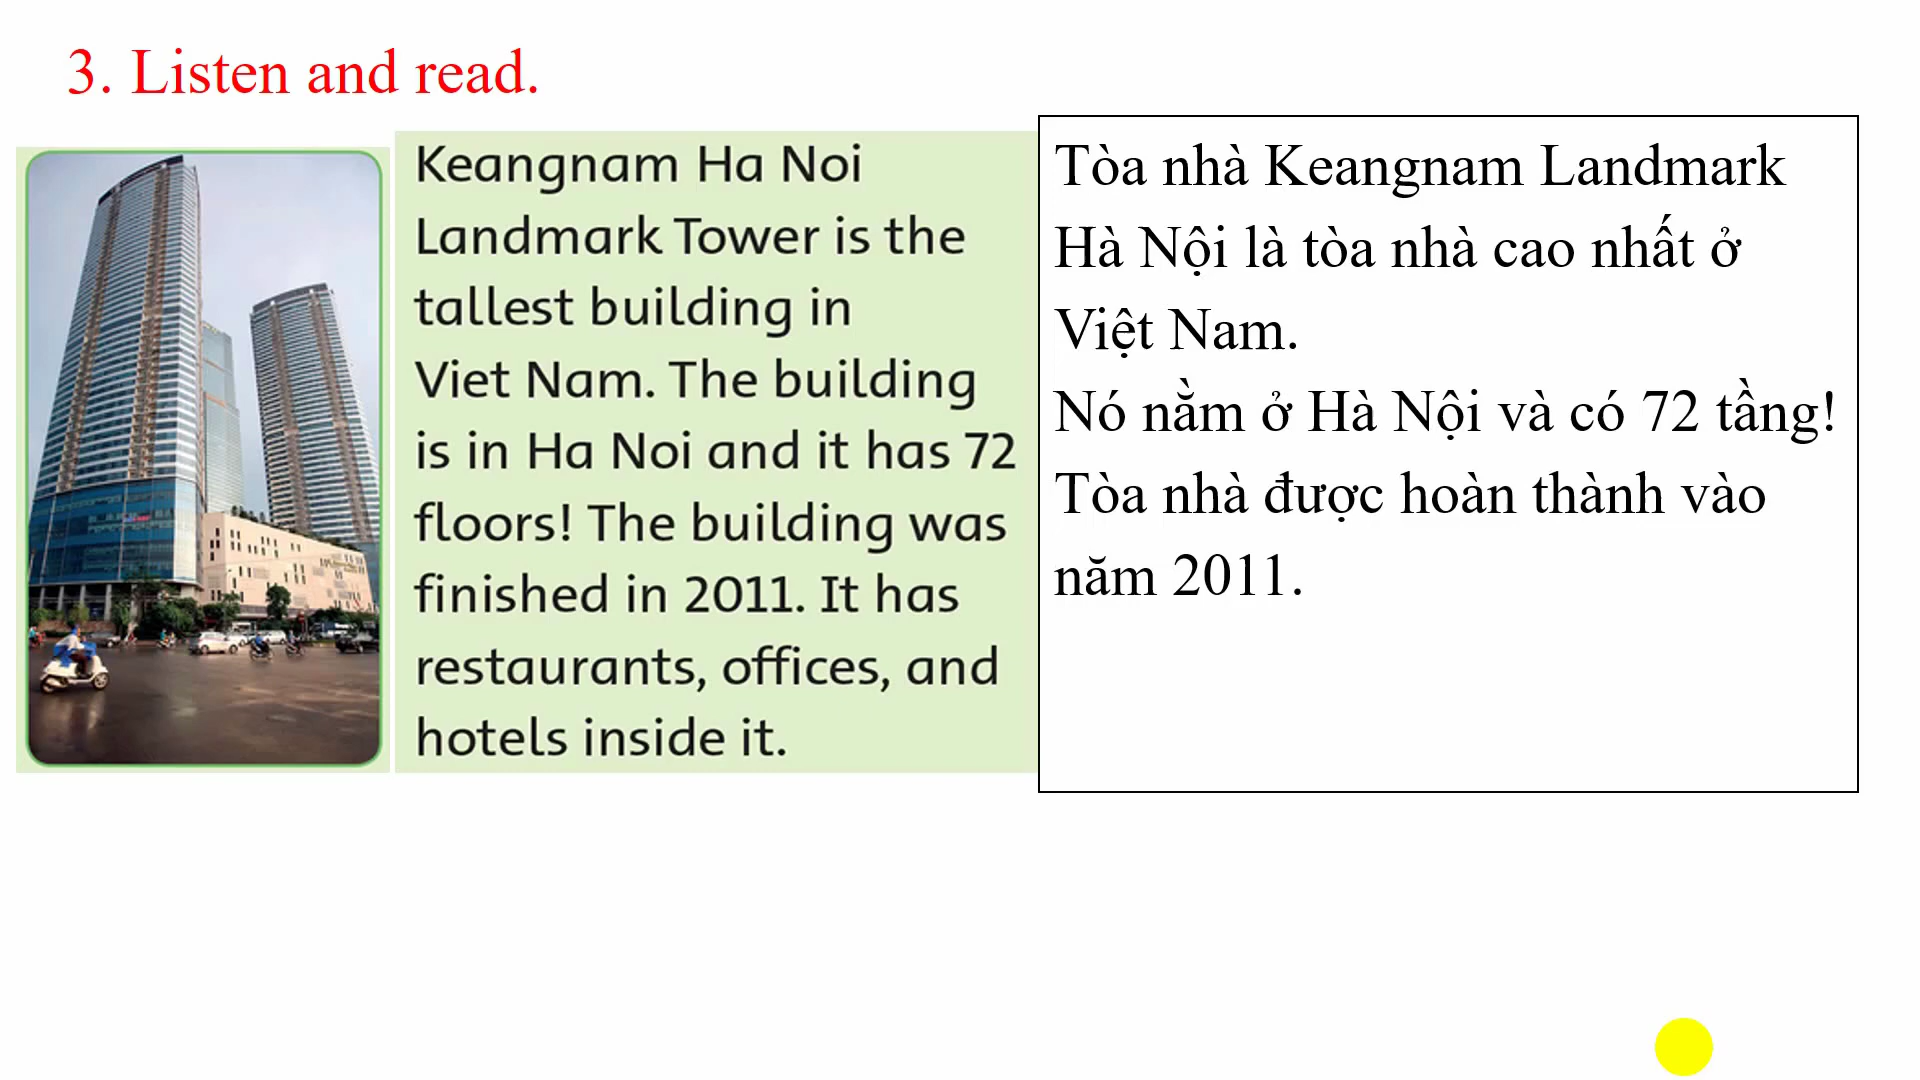 3. Listen and read.
Keangnam Ha Noi
Landmark Tower is the
tallest building in
Viet Nam. The building
is in Ha Noi and it has 72
floors! The building was
finished in 2011. It has
restaurants, offices, and
hotels inside it.
Tòa nhà Keangnam Landmark
Hà Nội là tòa nhà cao nhất ở
Việt Nam.
Nó nằm ở Hà Nội và có 72 tầng!
Tòa nhà được hoàn thành vào
năm 2011.